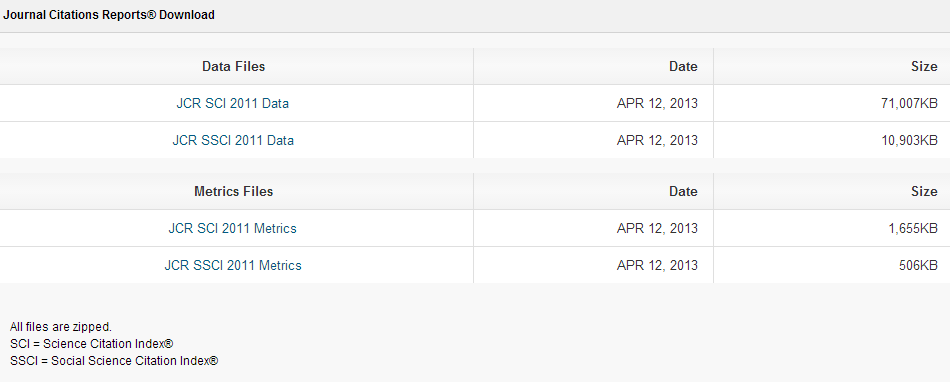 Journal Citations Reports® Download
Data Files Date Size
JCR SCI 2011 Data APR 12, 2013 71,007KB
JCR SSCI 2011 Data APR 12, 2013 10,903KB
Metrics Files Date Size
JCR SCI 2011 Metrics APR 12, 2013 1,655KB
JCR SSCI 2011 Metrics APR 12, 2013 506KB
All files are zipped.
SCI = Science Citation Index®
SSCI = Social Science Citation Index®